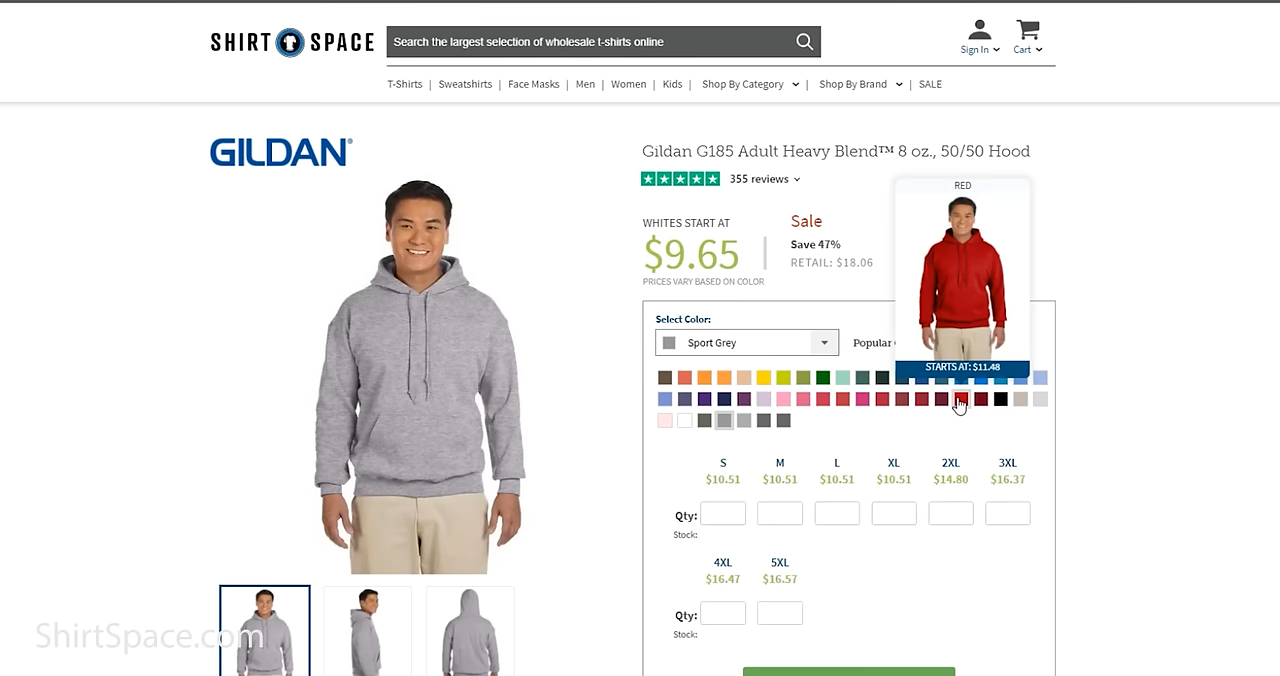 SHIRT SPACE
Search the largest selection of wholesale t-shirts online
Sign In
Cart
T-Shirts | Sweatshirts | Face Masks | Men | Women | Kids | Shop By Category | Shop By Brand | SALE
GILDAN®
Gildan G185 Adult Heavy Blend™ 8 oz., 50/50 Hood
355 reviews
RED
WHITES START AT
$9.65
PRICES VARY BASED ON COLOR
Sale
Save 47%
RETAIL: $18.06
STARTS AT: $11.48
Select Color:
Sport Grey
Popular
S M L XL 2XL 3XL
$10.51 $10.51 $10.51 $10.51 $14.80 $16.37
Qty:
Stock:
4XL 5XL
$16.47 $16.57
Qty:
Stock:
ShirtSpace.com